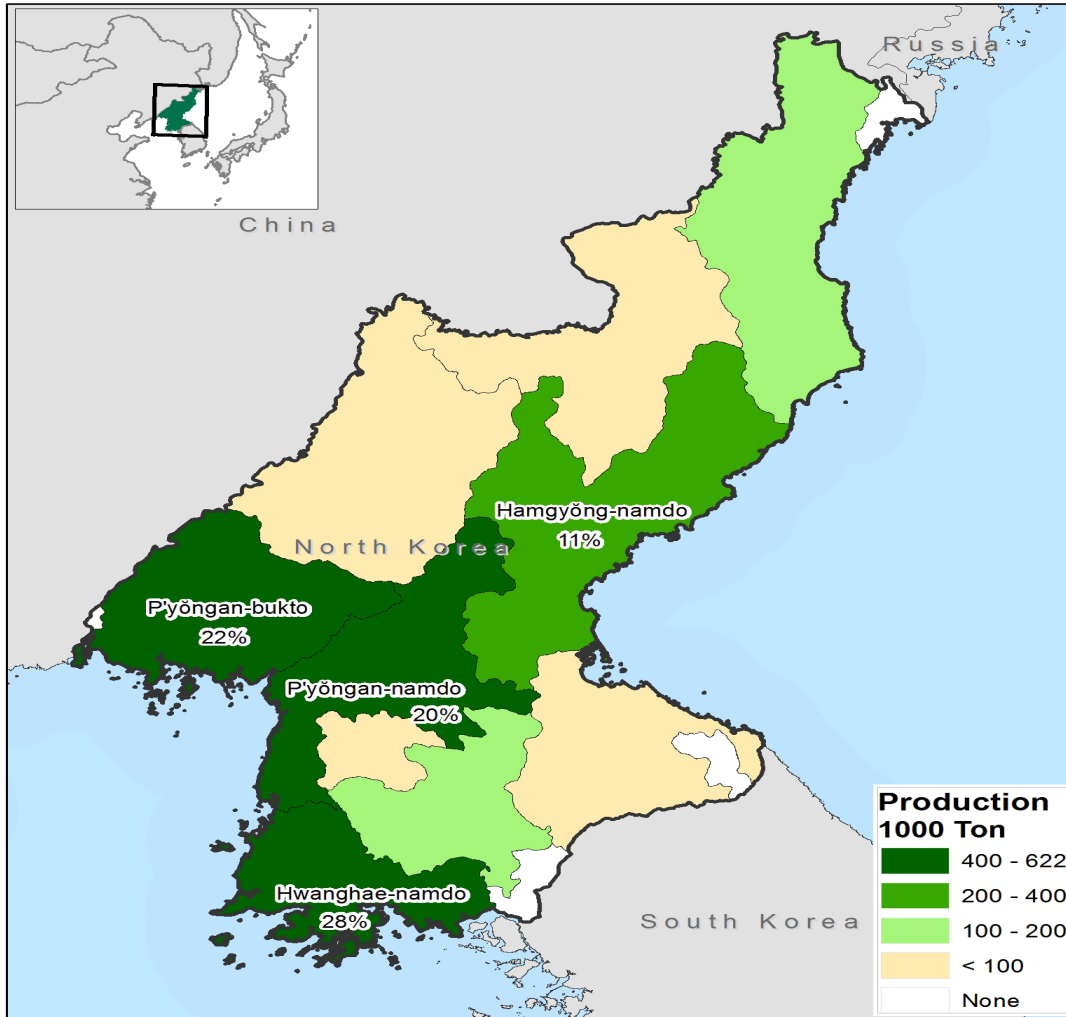 Russia
China
Hamgyŏng-namdo
11%
North Korea
P'yŏngan-bukto
22%
P'yŏngan-namdo
20%
Hwanghae-namdo
28%
South Korea
Production
1000 Ton
400 - 622
200 - 400
100 - 200
< 100
None